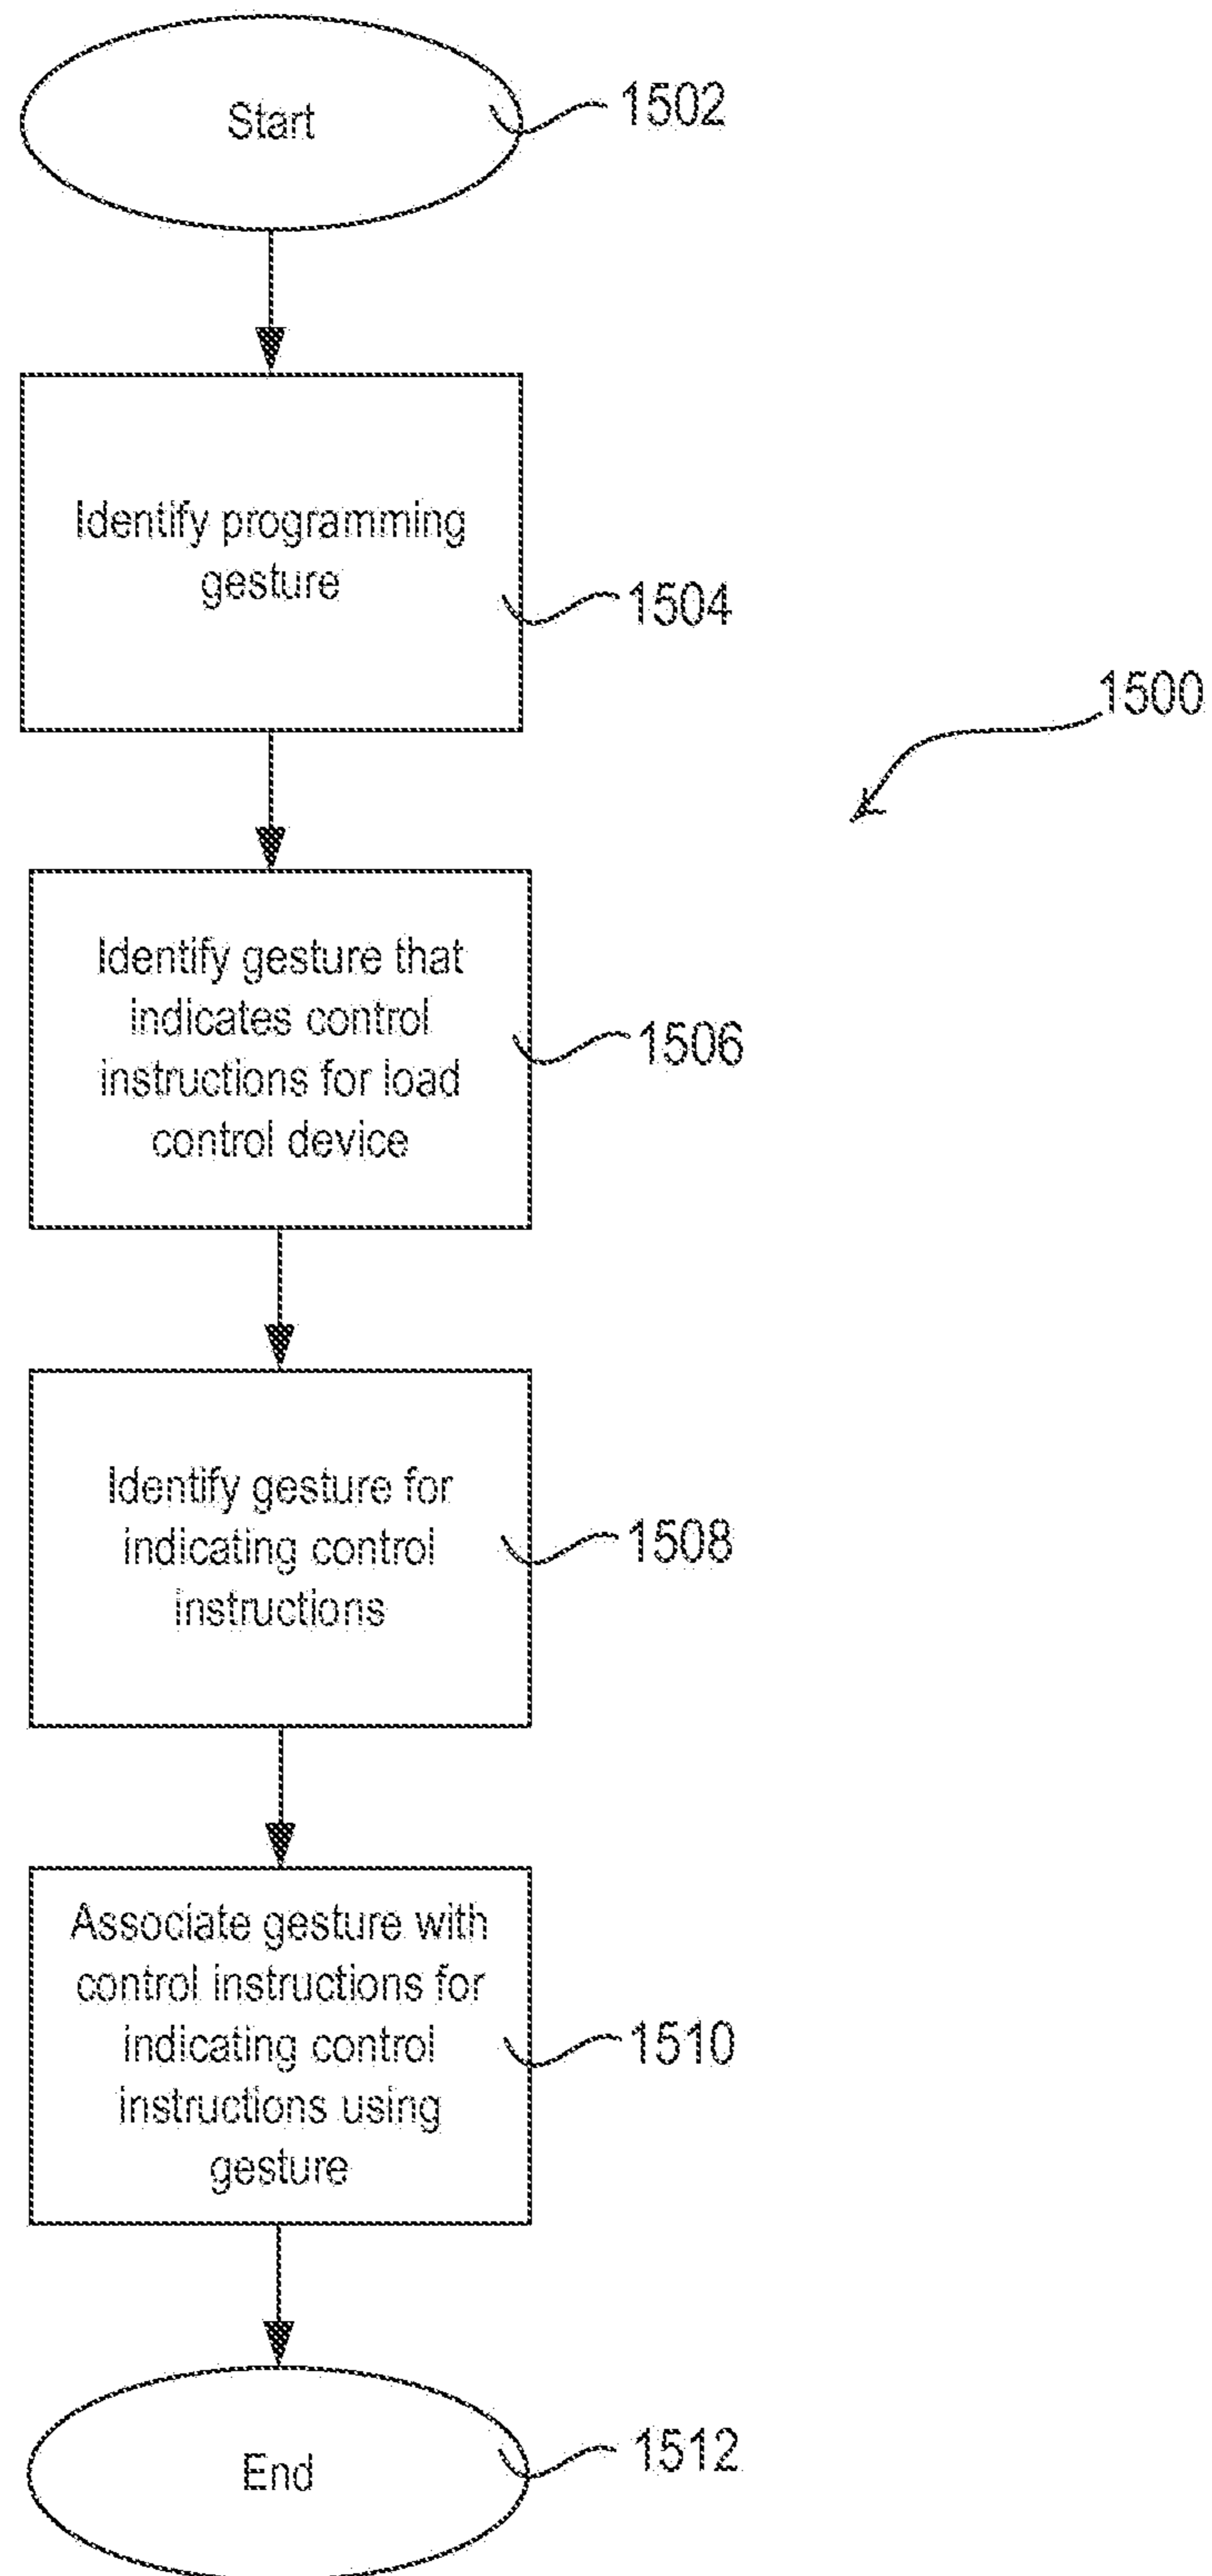 Start
1502
Identify programming
gesture
1504
1500
Identify gesture that
indicates control
instructions for load
control device
1506
Identify gesture for
indicating control
instructions
1508
Associate gesture with
control instructions for
indicating control
instructions using
gesture
1510
End
1512